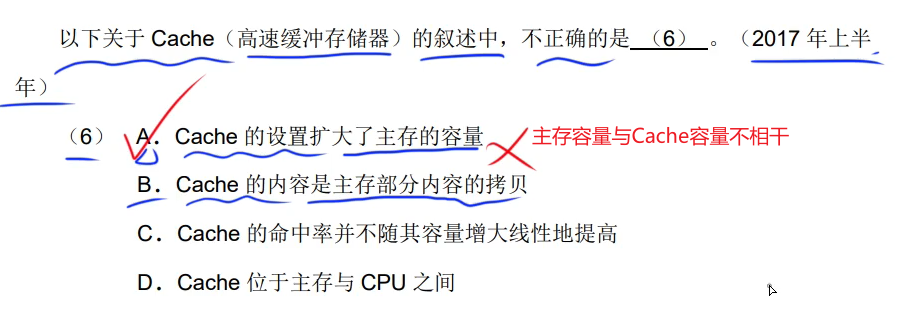 以下关于 Cache（高速缓冲存储器）的叙述中，不正确的是 （6） 。（2017 年上半
年）
（6） A．Cache 的设置扩大了主存的容量 主存容量与Cache容量不相干
B．Cache 的内容是主存部分内容的拷贝
C．Cache 的命中率并不随其容量增大线性地提高
D．Cache 位于主存与 CPU 之间